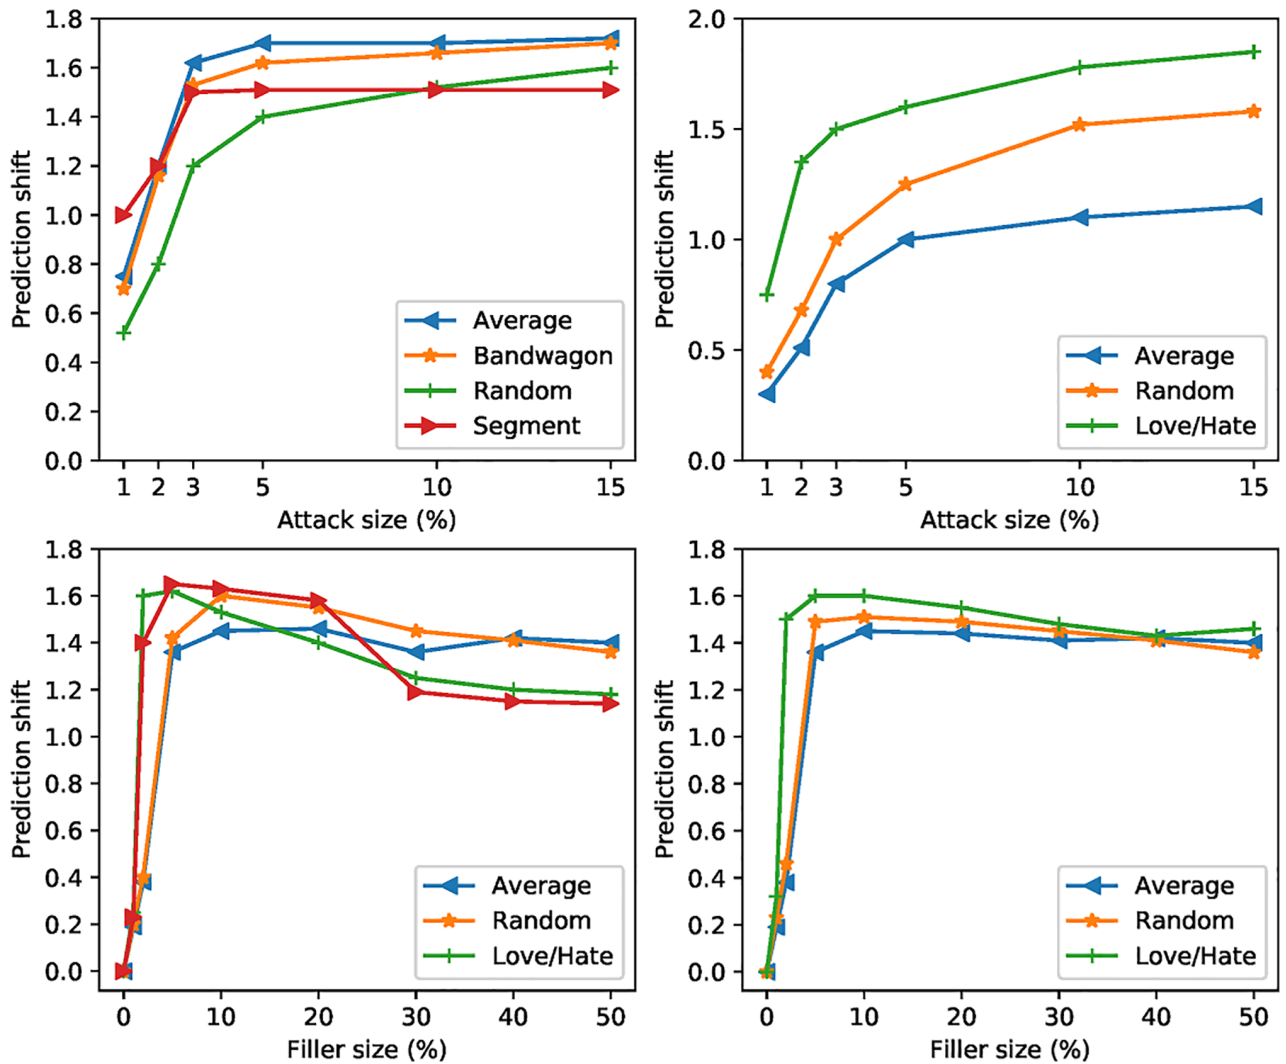 Prediction shift
1.8
1.6
1.4
1.2
1.0
0.8
0.6
0.4
0.2
0.0
Average
Bandwagon
Random
Segment
1 2 3 5 10 15
Attack size (%)
Prediction shift
2.0
1.5
1.0
0.5
0.0
Average
Random
Love/Hate
1 2 3 5 10 15
Attack size (%)
Prediction shift
1.8
1.6
1.4
1.2
1.0
0.8
0.6
0.4
0.2
0.0
Average
Random
Love/Hate
0 10 20 30 40 50
Filler size (%)
Prediction shift
1.8
1.6
1.4
1.2
1.0
0.8
0.6
0.4
0.2
0.0
Average
Random
Love/Hate
0 10 20 30 40 50
Filler size (%)